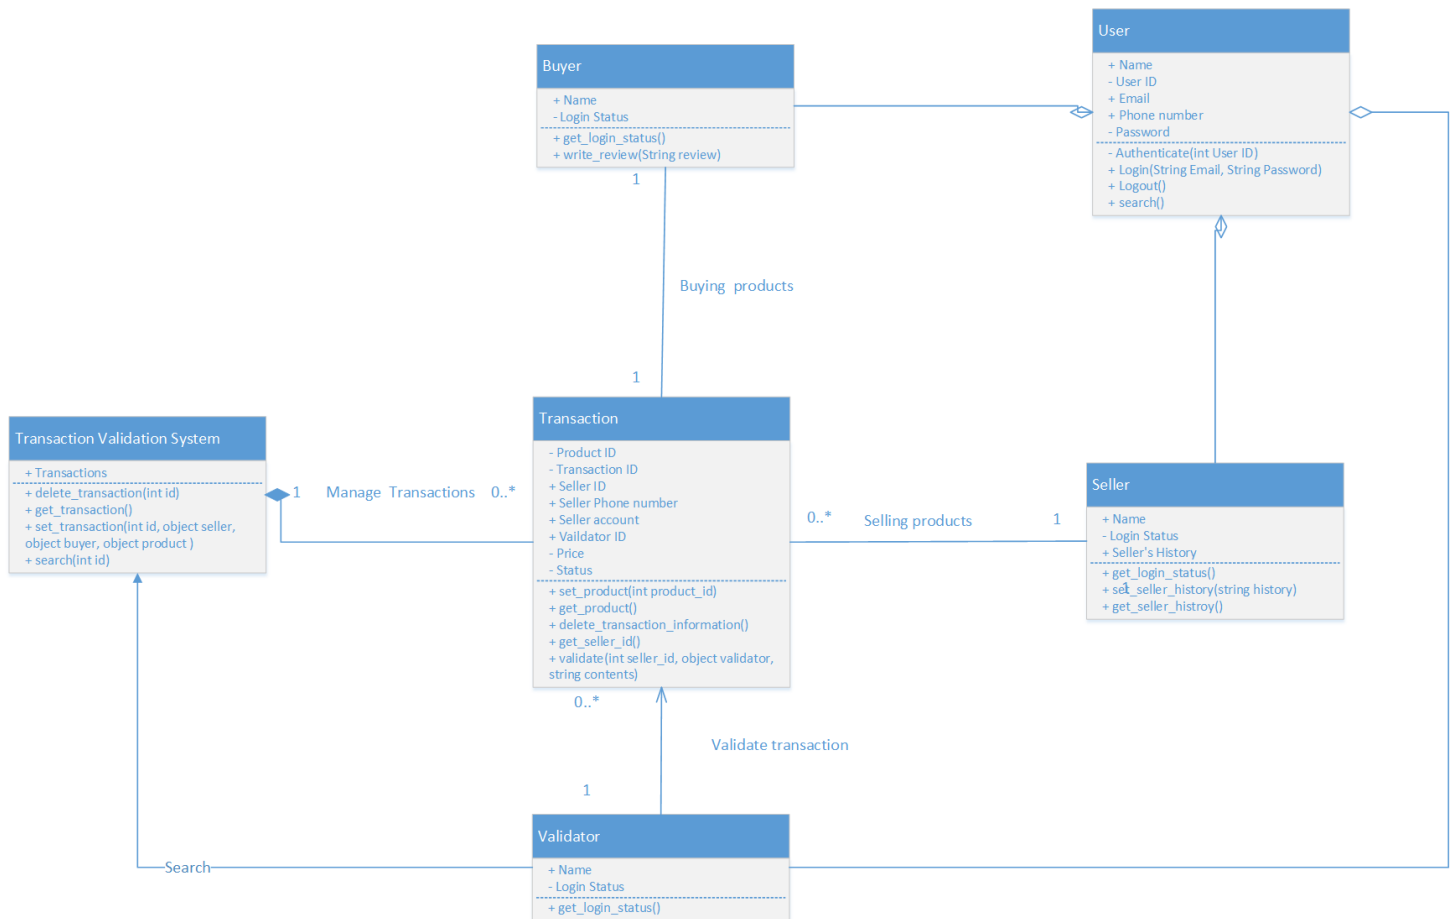 User
+ Name
- User ID
+ Email
+ Phone number
- Password
- Authenticate(int User ID)
+ Login(String Email, String Password)
+ Logout()
+ search()
Buyer
+ Name
- Login Status
+ get_login_status()
+ write_review(String review)
1
Buying products
1
Transaction Validation System
+ Transactions
+ delete_transaction(int id)
+ get_transaction()
+ set_transaction(int id, object seller,
object buyer, object product )
+ search(int id)
1 Manage Transactions 0..*
Transaction
- Product ID
- Transaction ID
+ Seller ID
+ Seller Phone number
+ Seller account
+ Vaildator ID
- Price
- Status
+ set_product(int product_id)
+ get_product()
+ delete_transaction_information()
+ get_seller_id()
+ validate(int seller_id, object validator,
string contents)
0..* Selling products 1
Seller
+ Name
- Login Status
+ Seller's History
+ get_login_status()
+ set_seller_history(string history)
1
+ get_seller_histroy()
0..*
Validate transaction
1
Search
Validator
+ Name
- Login Status
+ get_login_status()